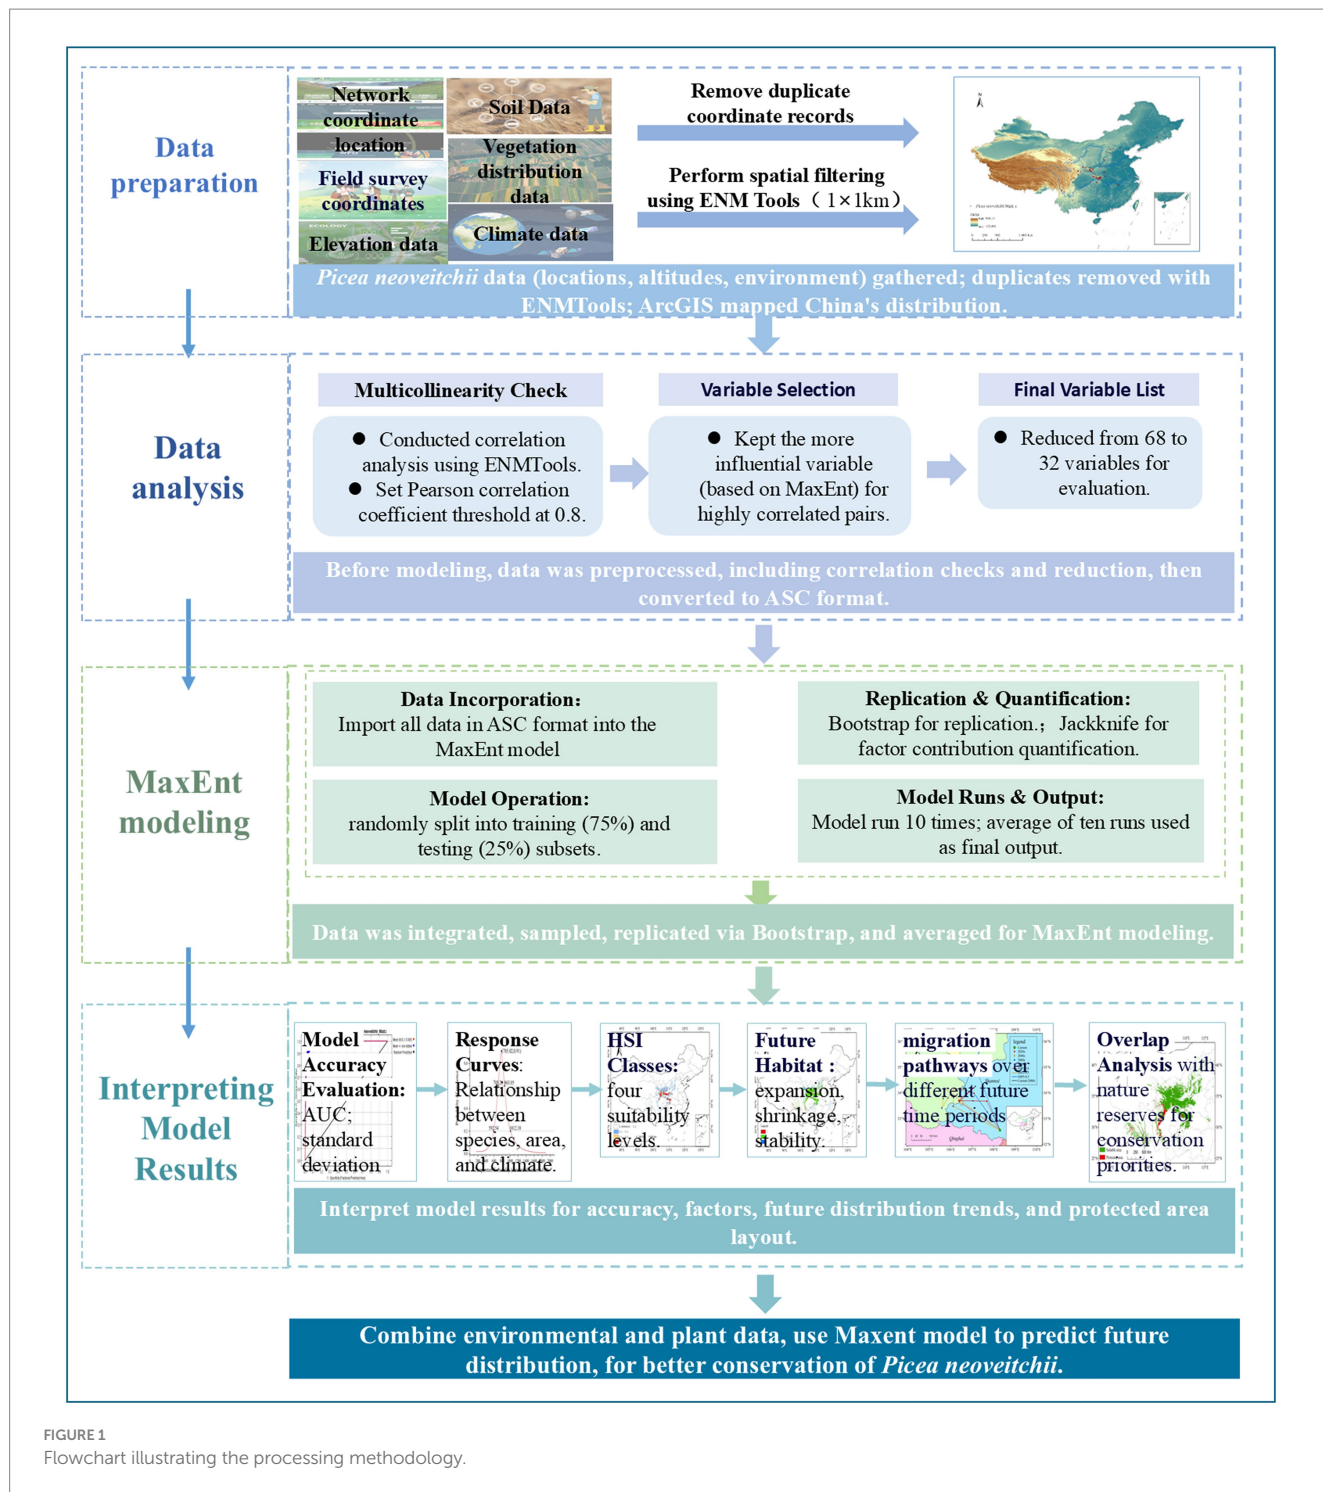 Data
preparation
Network
coordinate
location
Field survey
coordinates
Elevation data
Soil Data
Vegetation
distribution
data
Climate data
Remove duplicate
coordinate records
Perform spatial filtering
using ENM Tools（ 1×1km）
N
Picea neoveitchii data (locations, altitudes, environment) gathered; duplicates removed with
ENMTools; ArcGIS mapped China's distribution.
Data
analysis
Multicollinearity Check
● Conducted correlation
analysis using ENMTools.
● Set Pearson correlation
coefficient threshold at 0.8.
Variable Selection
● Kept the more
influential variable
(based on MaxEnt) for
highly correlated pairs.
Final Variable List
● Reduced from 68 to
32 variables for
evaluation.
Before modeling, data was preprocessed, including correlation checks and reduction, then
converted to ASC format.
MaxEnt
modeling
Data Incorporation:
Import all data in ASC format into the
MaxEnt model
Replication & Quantification:
Bootstrap for replication.; Jackknife for
factor contribution quantification.
Model Operation:
randomly split into training (75%) and
testing (25%) subsets.
Model Runs & Output:
Model run 10 times; average of ten runs used
as final output.
Data was integrated, sampled, replicated via Bootstrap, and averaged for MaxEnt modeling.
Interpreting
Model
Results
Model
Accuracy
Evaluation:
AUC;
standard
deviation
Response
Curves:
Relationship
between
species, area,
and climate.
HSI
Classes:
four
suitability
levels.
Future
Habitat :
expansion,
shrinkage,
stability.
migration
pathways over
different future
time periods
Qinghai
Overlap
Analysis with
nature
reserves for
conservation
priorities.
Interpret model results for accuracy, factors, future distribution trends, and protected area
layout.
Combine environmental and plant data, use Maxent model to predict future
distribution, for better conservation of Picea neoveitchii.
FIGURE 1
Flowchart illustrating the processing methodology.